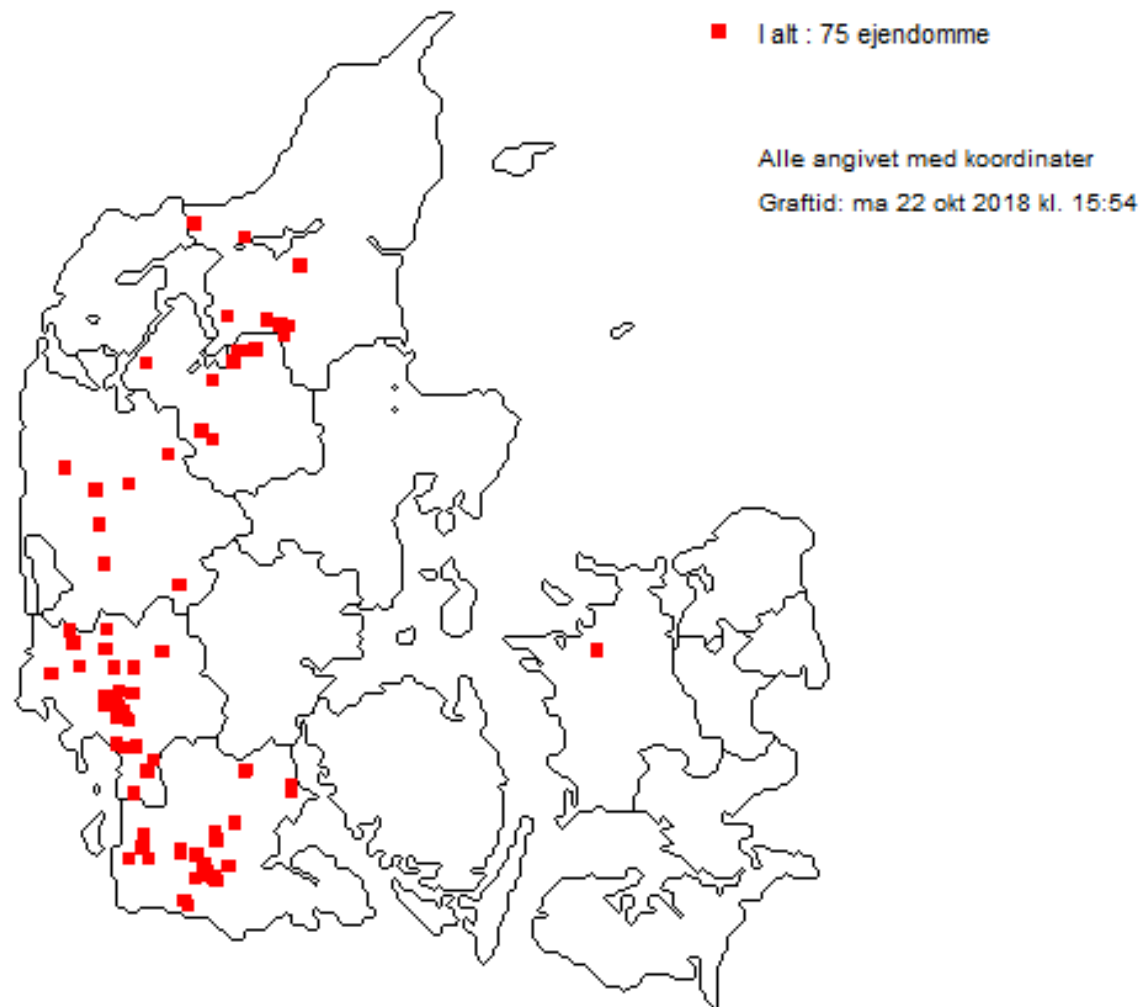 I alt : 75 ejendomme
Alle angivet med koordinater
Graftid: ma 22 okt 2018 kl. 15:54